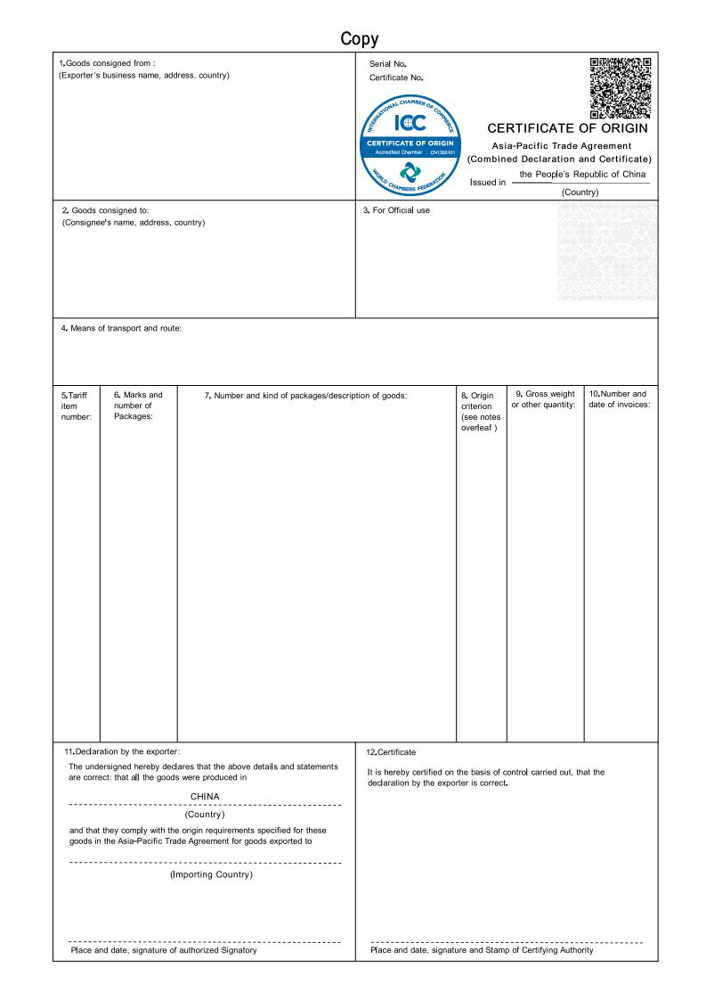 Copy
1.Goods consigned from :
(Exporter's business name, address, country)
Serial No.
Certificate No.
INTERNATIONAL CHAMBER OF COMMERCE
ICC
CERTIFICATE OF ORIGIN
Accredited Chamber | CN1300101
WORLD CHAMBERS FEDERATION
CERTIFICATE OF ORIGIN
Asia-Pacific Trade Agreement
(Combined Declaration and Certificate)
the People's Republic of China
Issued in
(Country)
2. Goods consigned to:
(Consignee's name, address, country)
3. For Official use
4. Means of transport and route:
5.Tariff
item
number:
6. Marks and
number of
Packages:
7. Number and kind of packages/description of goods:
8. Origin
criterion
(see notes
overleaf )
9. Gross weight
or other quantity:
10.Number and
date of invoices:
11.Declaration by the exporter:
The undersigned hereby declares that the above details and statements
are correct: that all the goods were produced in
CHINA
(Country)
and that they comply with the origin requirements specified for these
goods in the Asia-Pacific Trade Agreement for goods exported to
(Importing Country)
Place and date, signature of authorized Signatory
12.Certificate
It is hereby certified on the basis of control carried out, that the
declaration by the exporter is correct.
Place and date, signature and Stamp of Certifying Authority